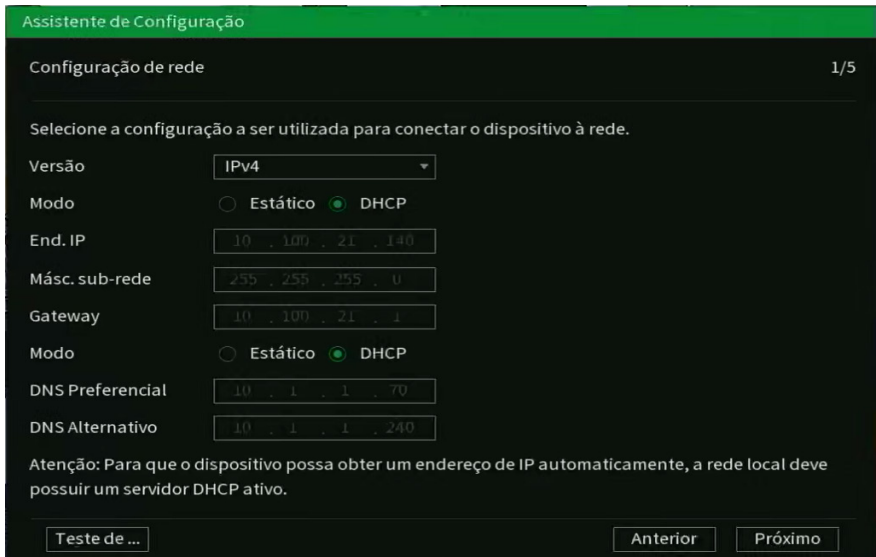 Assistente de Configuração
Configuração de rede 1/5
Selecione a configuração a ser utilizada para conectar o dispositivo à rede.
Versão IPv4
Modo Estático DHCP
End. IP 10 . 100 . 21 . 140
Másc. sub-rede 255 . 255 . 255 . 0
Gateway 10 . 100 . 21 . 1
Modo Estático DHCP
DNS Preferencial 10 . 1 . 1 . 70
DNS Alternativo 10 . 1 . 1 . 240
Atenção: Para que o dispositivo possa obter um endereço de IP automaticamente, a rede local deve
possuir um servidor DHCP ativo.
Teste de ... Anterior Próximo